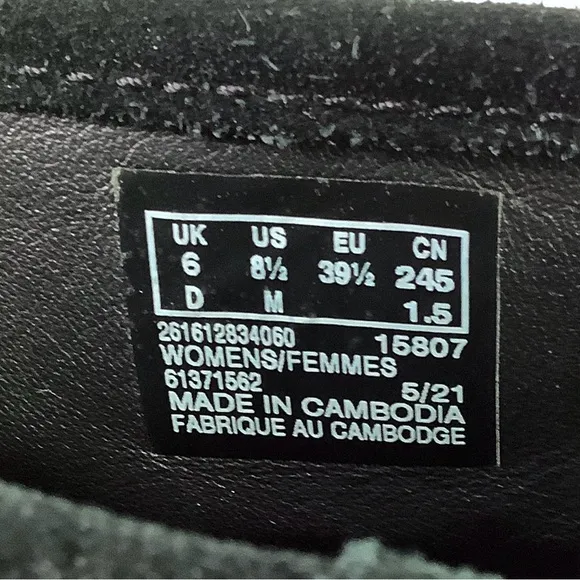 UK US EU CN
6 8½ 39½ 245
D M 1.5
261612834060 15807
WOMENS/FEMMES
61371562 5/21
MADE IN CAMBODIA
FABRIQUE AU CAMBODGE